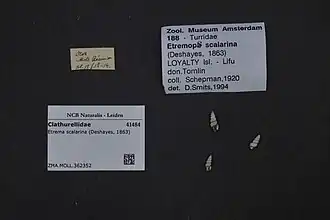 Zool. Museum Amsterdam
188 - Turridae
Etremopa scalarina
(Deshayes, 1863)
LOYALTY Isl. - Lifu
don.Tomlin
coll. Schepman,1920
det. D.Smits,1994
NCB Naturalis - Leiden
Clathurellidae 41484
Etrema scalarina (Deshayes, 1863)
ZMA.MOLL.362352